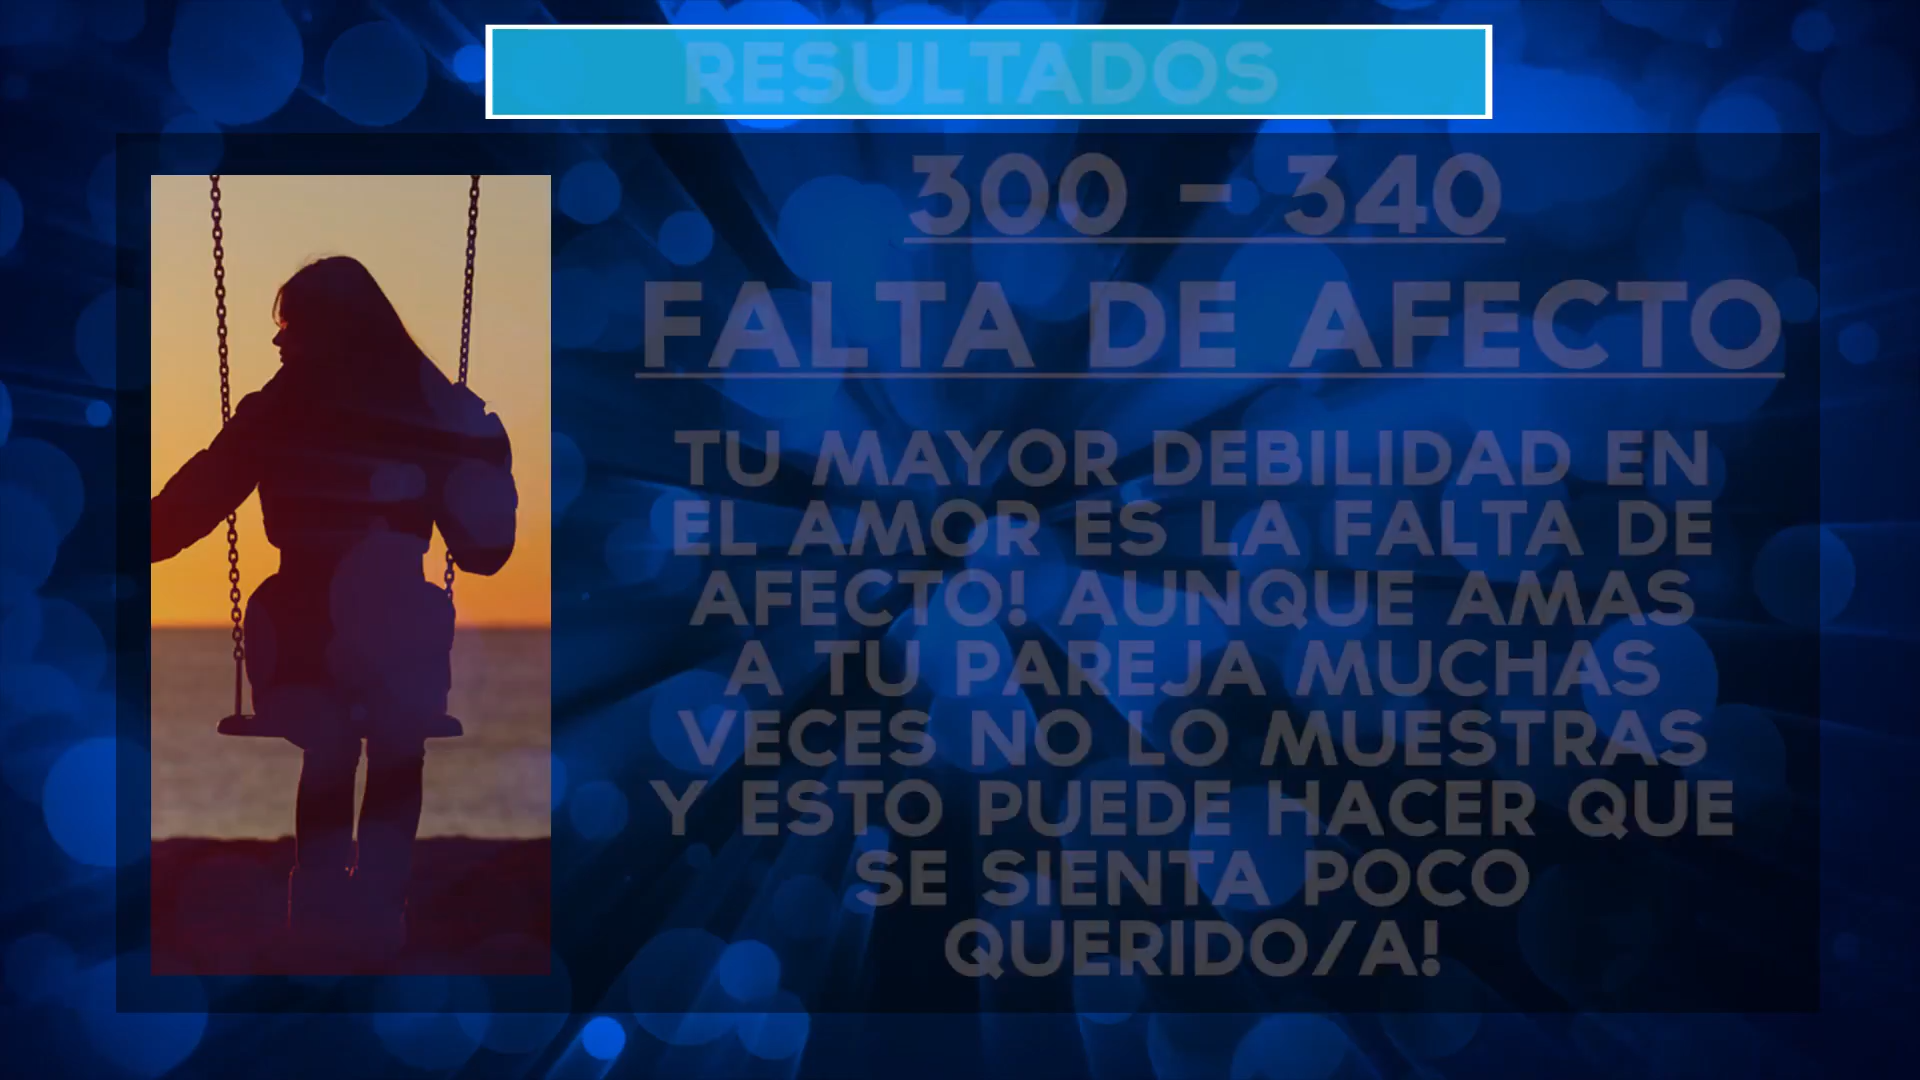 RESULTADOS
300 - 340
FALTA DE AFECTO
TU MAYOR DEBILIDAD EN
EL AMOR ES LA FALTA DE
AFECTO! AUNQUE AMAS
A TU PAREJA MUCHAS
VECES NO LO MUESTRAS
Y ESTO PUEDE HACER QUE
SE SIENTA POCO
QUERIDO/A!